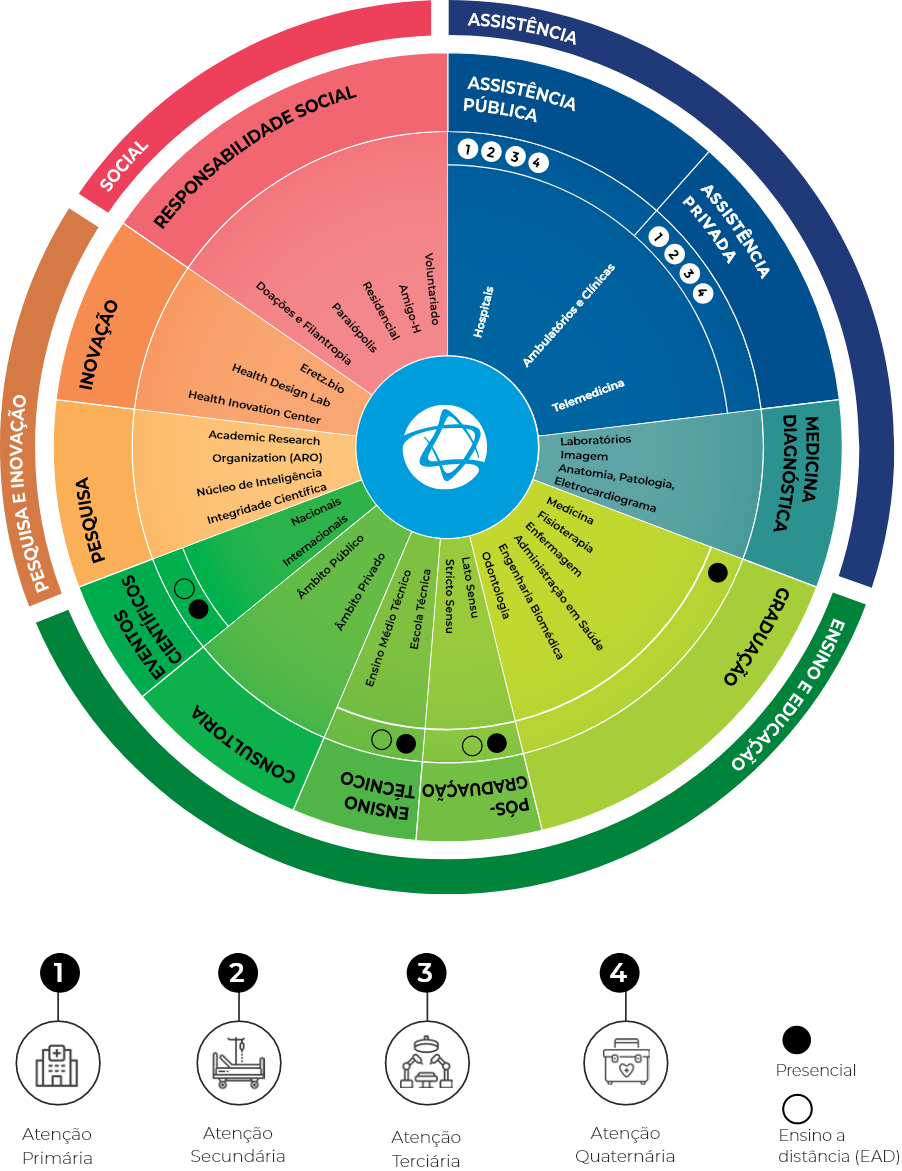 ASSISTÊNCIA
ASSISTÊNCIA
PÚBLICA
1 2 3 4
ASSISTÊNCIA
PRIVADA
1 2 3 4
Hospitais
Ambulatórios e Clínicas
Telemedicina
MEDICINA
DIAGNÓSTICA
Laboratórios
Imagem
Anatomia, Patologia,
Eletrocardiograma
ENSINO E EDUCAÇÃO
GRADUAÇÃO
Medicina
Fisioterapia
Enfermagem
Administração em Saúde
Engenharia Biomédica
Odontologia
PÓS-
GRADUAÇÃO
Lato Sensu
Stricto Sensu
ENSINO
TÉCNICO
Escola Técnica
Ensino Médio Técnico
CONSULTORIA
Âmbito Privado
Âmbito Público
EVENTOS
CIENTÍFICOS
Internacionais
Nacionais
PESQUISA E INOVAÇÃO
PESQUISA
Academic Research
Organization (ARO)
Núcleo de Inteligência
Integridade Científica
INOVAÇÃO
Eretz.bio
Health Design Lab
Health Inovation Center
SOCIAL
RESPONSABILIDADE SOCIAL
Doações e Filantropia
Paraiópolis
Residencial
Amigo-H
Voluntariado
1
Atenção
Primária
2
Atenção
Secundária
3
Atenção
Terciária
4
Atenção
Quaternária
Presencial
Ensino a
distância (EAD)